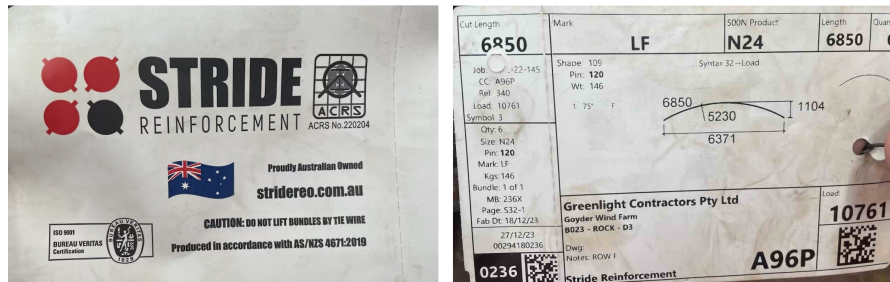 STRIDE
REINFORCEMENT
ACRS
ACRS No.220204
Proudly Australian Owned
stridereo.com.au
CAUTION: DO NOT LIFT BUNDLES BY TIE WIRE
Produced in accordance with AS/NZS 4671:2019
ISO 9001
BUREAU VERITAS
Certification
BUREAU VERITAS
1828
Cut Length
6850
Mark
LF
500N Product
N24
Length
6850
Job: -22-145
CC: A96P
Rel: 340
Load: 10761
Symbol 3
Qty: 6
Size: N24
Pin: 120
Mark: LF
Kgs: 146
Bundle: 1 of 1
MB: 236X
Page: S32-1
Fab Dt: 18/12/23
27/12/23
00294180236
0236
Shape: 109
Pin: 120
Wt: 146
1 75° F
Syntax 32-Load
6850
5230
1104
6371
Greenlight Contractors Pty Ltd
Goyder Wind Farm
B023 - ROCK - D3
Dwg:
Notes: ROW F
A96P
Stride Reinforcement
Load:
10761